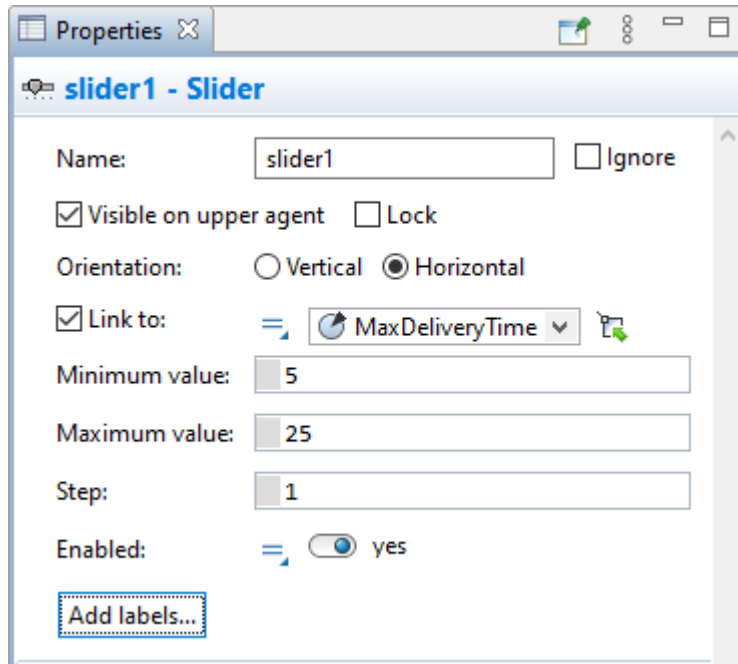 Properties
slider1 - Slider
Name: slider1 Ignore
Visible on upper agent Lock
Orientation: Vertical Horizontal
Link to: MaxDeliveryTime
Minimum value: 5
Maximum value: 25
Step: 1
Enabled: yes
Add labels...